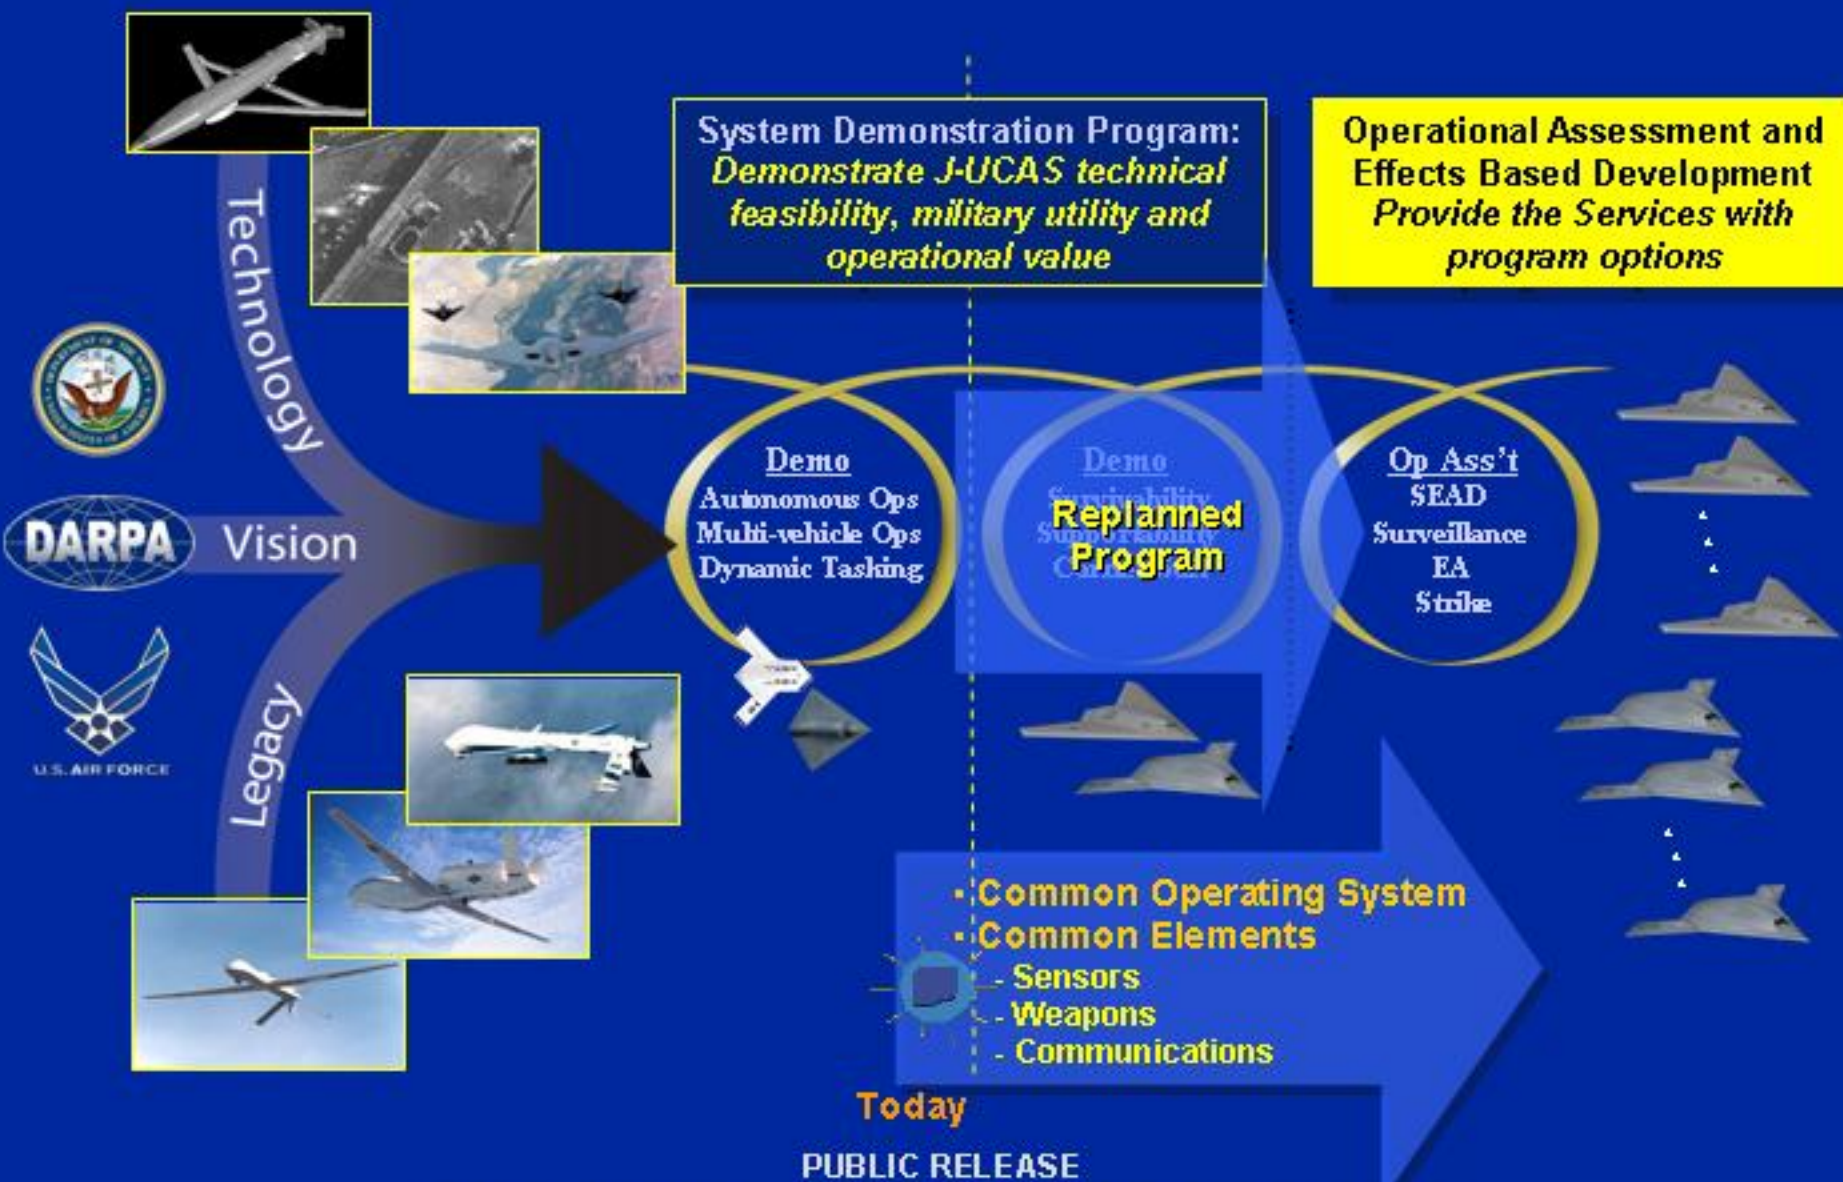 System Demonstration Program:
Demonstrate J-UCAS technical
feasibility, military utility and
operational value
Operational Assessment and
Effects Based Development
Provide the Services with
program options
Technology
DARPA
Vision
U.S. AIR FORCE
Legacy
Demo
Autonomous Ops
Multi-vehicle Ops
Dynamic Tasking
Demo
Survivability
Supportability
Replanned
Program
Op Ass't
SEAD
Surveillance
EA
Strike
· Common Operating System
· Common Elements
- Sensors
- Weapons
- Communications
Today
PUBLIC RELEASE